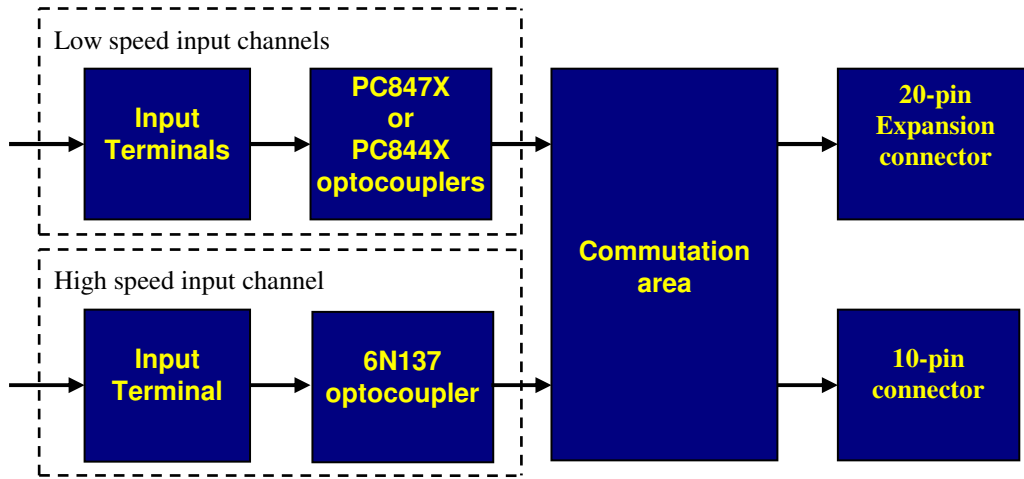 Low speed input channels
Input
Terminals
PC847X
or
PC844X
optocouplers
High speed input channel
Input
Terminal
6N137
optocoupler
Commutation
area
20-pin
Expansion
connector
10-pin
connector